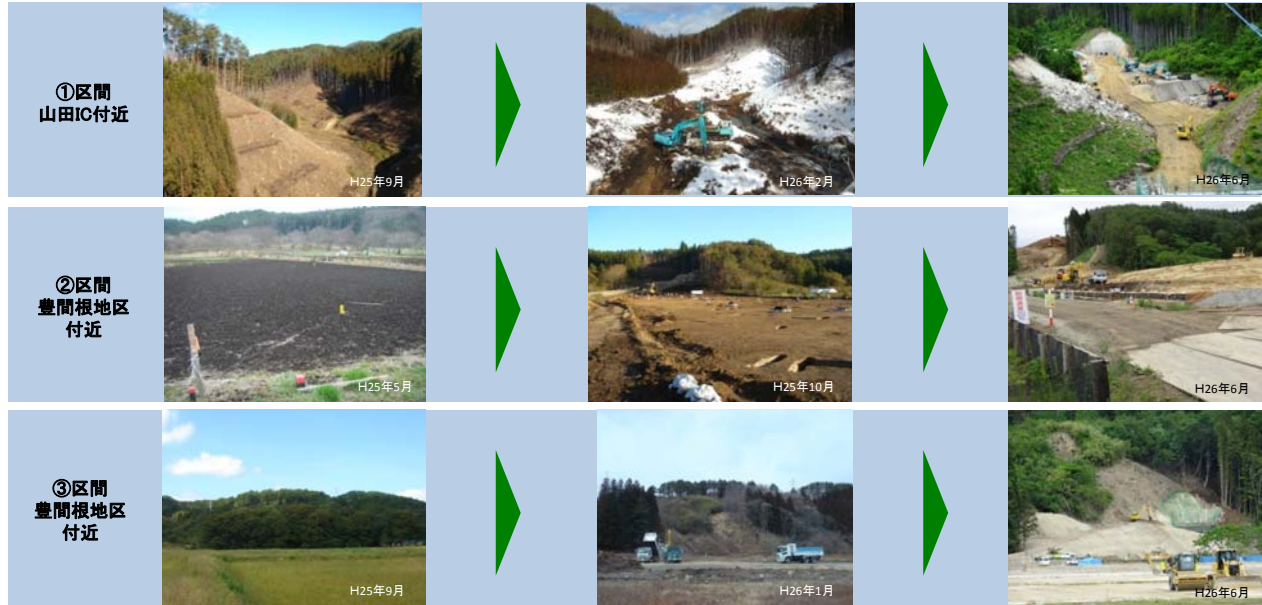 ①区間
山田IC付近
H25年9月
H26年2月
H26年6月
②区間
豊間根地区
付近
H25年5月
H25年10月
H26年6月
③区間
豊間根地区
付近
H25年9月
H26年1月
H26年6月